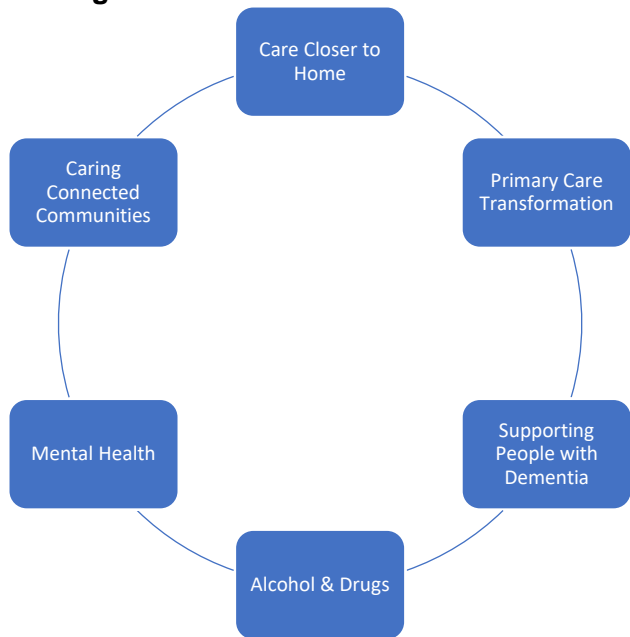 Care Closer to
Home
Primary Care
Transformation
Supporting
People with
Dementia
Alcohol & Drugs
Mental Health
Caring
Connected
Communities